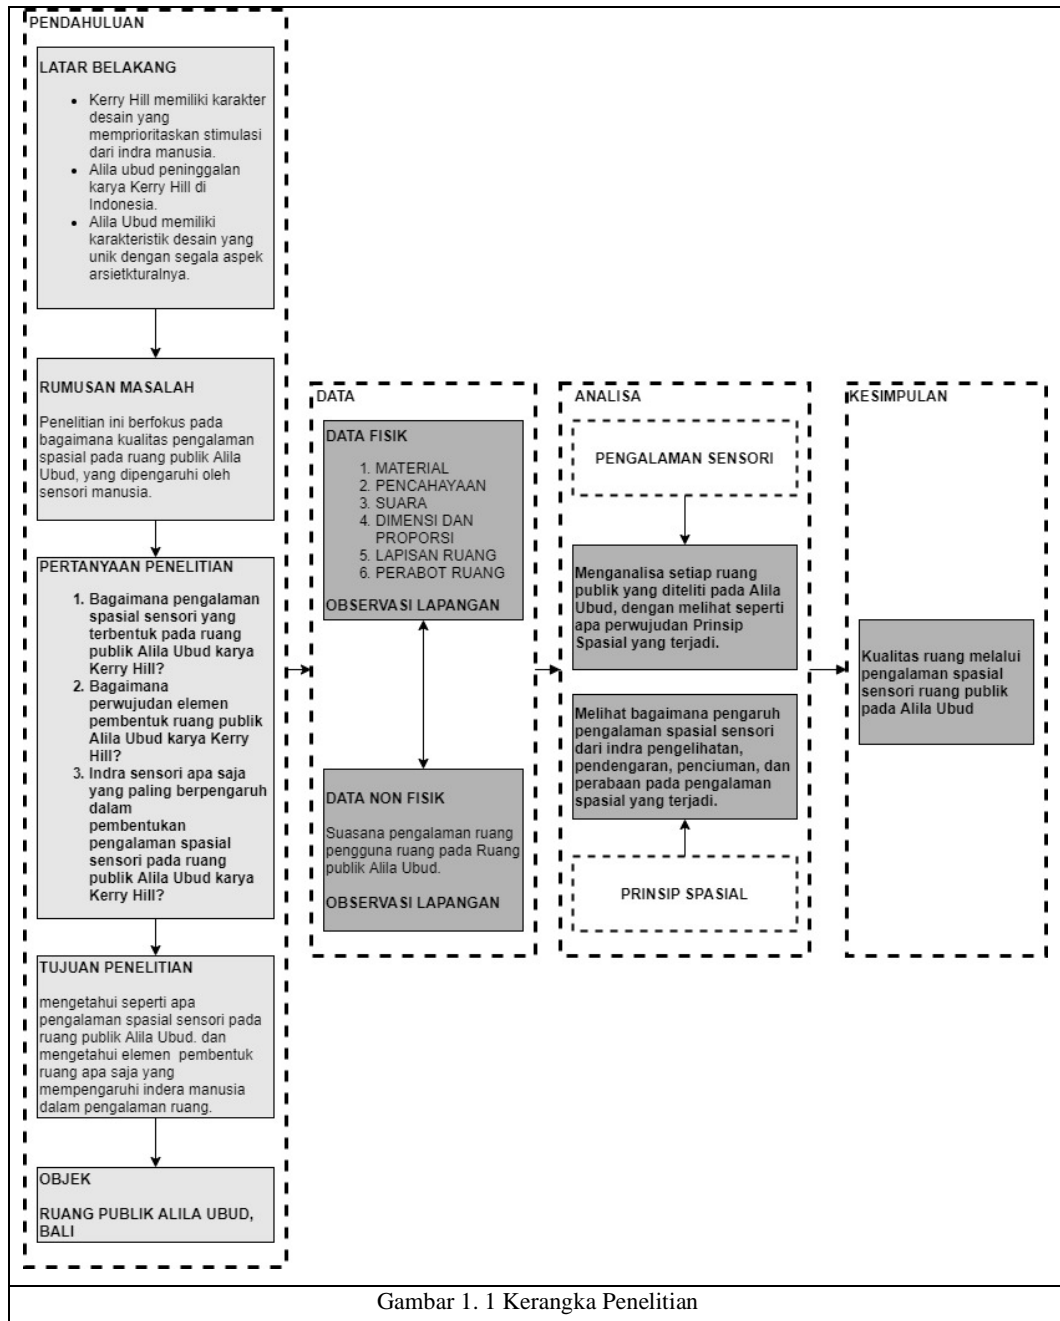 PENDAHULUAN
LATAR BELAKANG
• Kerry Hill memiliki karakter
desain yang
memprioritaskan stimulasi
dari indra manusia.
• Alila ubud peninggalan
karya Kerry Hill di
Indonesia.
• Alila Ubud memiliki
karakteristik desain yang
unik dengan segala aspek
arsietkturalnya.
RUMUSAN MASALAH
Penelitian ini berfokus pada
bagaimana kualitas pengalaman
spasial pada ruang publik Alila
Ubud, yang dipengaruhi oleh
sensori manusia.
PERTANYAAN PENELITIAN
1. Bagaimana pengalaman
spasial sensori yang
terbentuk pada ruang
publik Alila Ubud karya
Kerry Hill?
2. Bagaimana
perwujudan elemen
pembentuk ruang publik
Alila Ubud karya Kerry
Hill?
3. Indra sensori apa saja
yang paling berpengaruh
dalam
pembentukan
pengalaman spasial
sensori pada ruang
publik Alila Ubud karya
Kerry Hill?
TUJUAN PENELITIAN
mengetahui seperti apa
pengalaman spasial sensori pada
ruang publik Alila Ubud. dan
mengetahui elemen pembentuk
ruang apa saja yang
mempengaruhi indera manusia
dalam pengalaman ruang.
OBJEK
RUANG PUBLIK ALILA UBUD,
BALI
DATA
DATA FISIK
1. MATERIAL
2. PENCAHAYAAN
3. SUARA
4. DIMENSI DAN
PROPORSI
5. LAPISAN RUANG
6. PERABOT RUANG
OBSERVASI LAPANGAN
DATA NON FISIK
Suasana pengalaman ruang
pengguna ruang pada Ruang
publik Alila Ubud.
OBSERVASI LAPANGAN
ANALISA
PENGALAMAN SENSORI
Menganalisa setiap ruang
publik yang diteliti pada Alila
Ubud, dengan melihat seperti
apa perwujudan Prinsip
Spasial yang terjadi.
Melihat bagaimana pengaruh
pengalaman spasial sensori
dari indra pengelihatan,
pendengaran, penciuman, dan
perabaan pada pengalaman
spasial yang terjadi.
PRINSIP SPASIAL
KESIMPULAN
Kualitas ruang melalui
pengalaman spasial
sensori ruang publik
pada Alila Ubud
Gambar 1. 1 Kerangka Penelitian